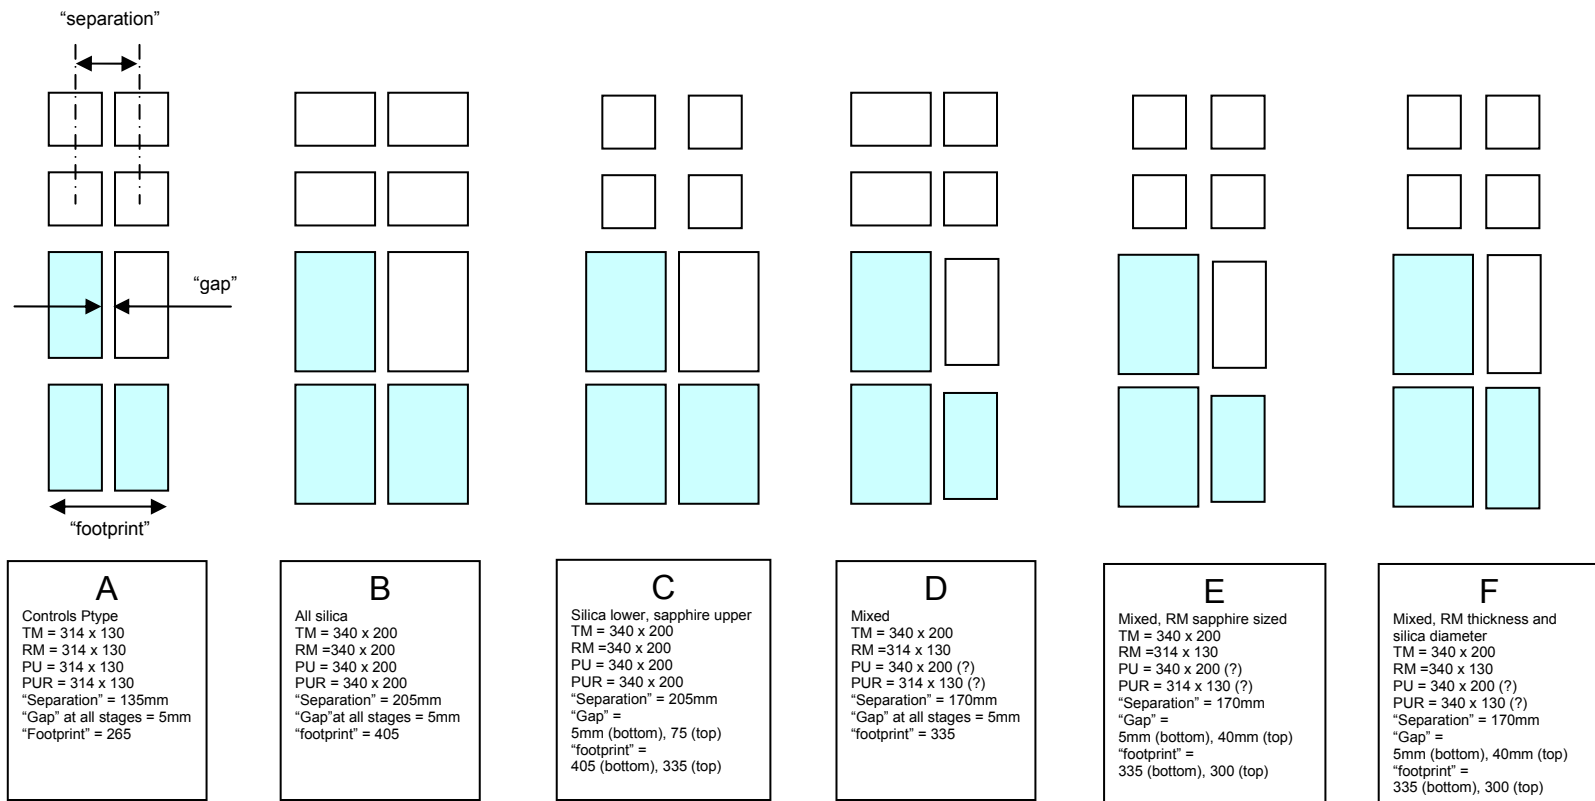 “separation”
“gap”
“footprint”
A
Controls Ptype
TM = 314 x 130
RM = 314 x 130
PU = 314 x 130
PUR = 314 x 130
“Separation” = 135mm
“Gap” at all stages = 5mm
“Footprint” = 265
B
All silica
TM = 340 x 200
RM =340 x 200
PU = 340 x 200
PUR = 340 x 200
“Separation” = 205mm
“Gap”at all stages = 5mm
“footprint” = 405
C
Silica lower, sapphire upper
TM = 340 x 200
RM =340 x 200
PU = 340 x 200
PUR = 340 x 200
“Separation” = 205mm
“Gap” =
5mm (bottom), 75 (top)
“footprint” =
405 (bottom), 335 (top)
D
Mixed
TM = 340 x 200
RM =314 x 130
PU = 340 x 200 (?)
PUR = 314 x 130 (?)
“Separation” = 170mm
“Gap” at all stages = 5mm
“footprint” = 335
E
Mixed, RM sapphire sized
TM = 340 x 200
RM =314 x 130
PU = 340 x 200 (?)
PUR = 314 x 130 (?)
“Separation” = 170mm
“Gap” =
5mm (bottom), 40mm (top)
“footprint” =
335 (bottom), 300 (top)
F
Mixed, RM thickness and
silica diameter
TM = 340 x 200
RM =340 x 130
PU = 340 x 200 (?)
PUR = 340 x 130 (?)
“Separation” = 170mm
“Gap” =
5mm (bottom), 40mm (top)
“footprint” =
335 (bottom), 300 (top)